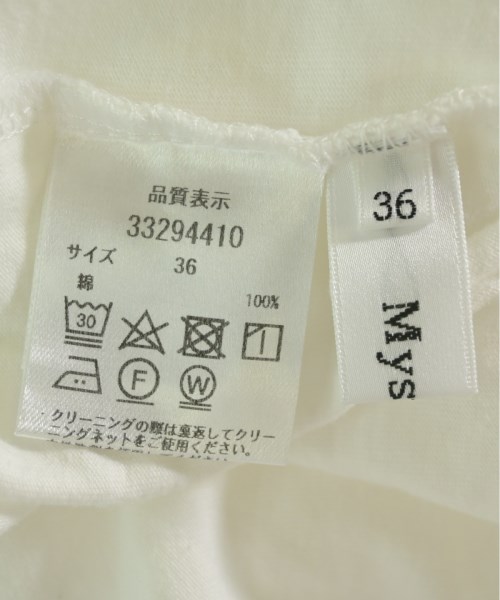 品質表示
33294410
サイズ
36
綿
100%
30
F
W
・クリーニングの際は裏返してクリー
ニングネットをご使用ください。
36
Mys